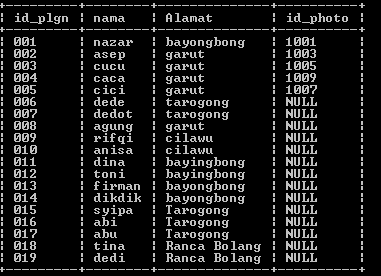 id_plgn | nama | Alamat | id_photo
001 | nazar | bayongbong | 1001
002 | asep | garut | 1003
003 | cucu | garut | 1005
004 | caca | garut | 1009
005 | cici | garut | 1007
006 | dede | tarogong | NULL
007 | dedot | tarogong | NULL
008 | agung | garut | NULL
009 | rifqi | cilawu | NULL
010 | anisa | cilawu | NULL
011 | dina | bayingbong | NULL
012 | toni | bayingbong | NULL
013 | firman | bayongbong | NULL
014 | dikdik | bayongbong | NULL
015 | syipa | Tarogong | NULL
016 | abi | Tarogong | NULL
017 | abu | Tarogong | NULL
018 | tina | Ranca Bolang | NULL
019 | dedi | Ranca Bolang | NULL